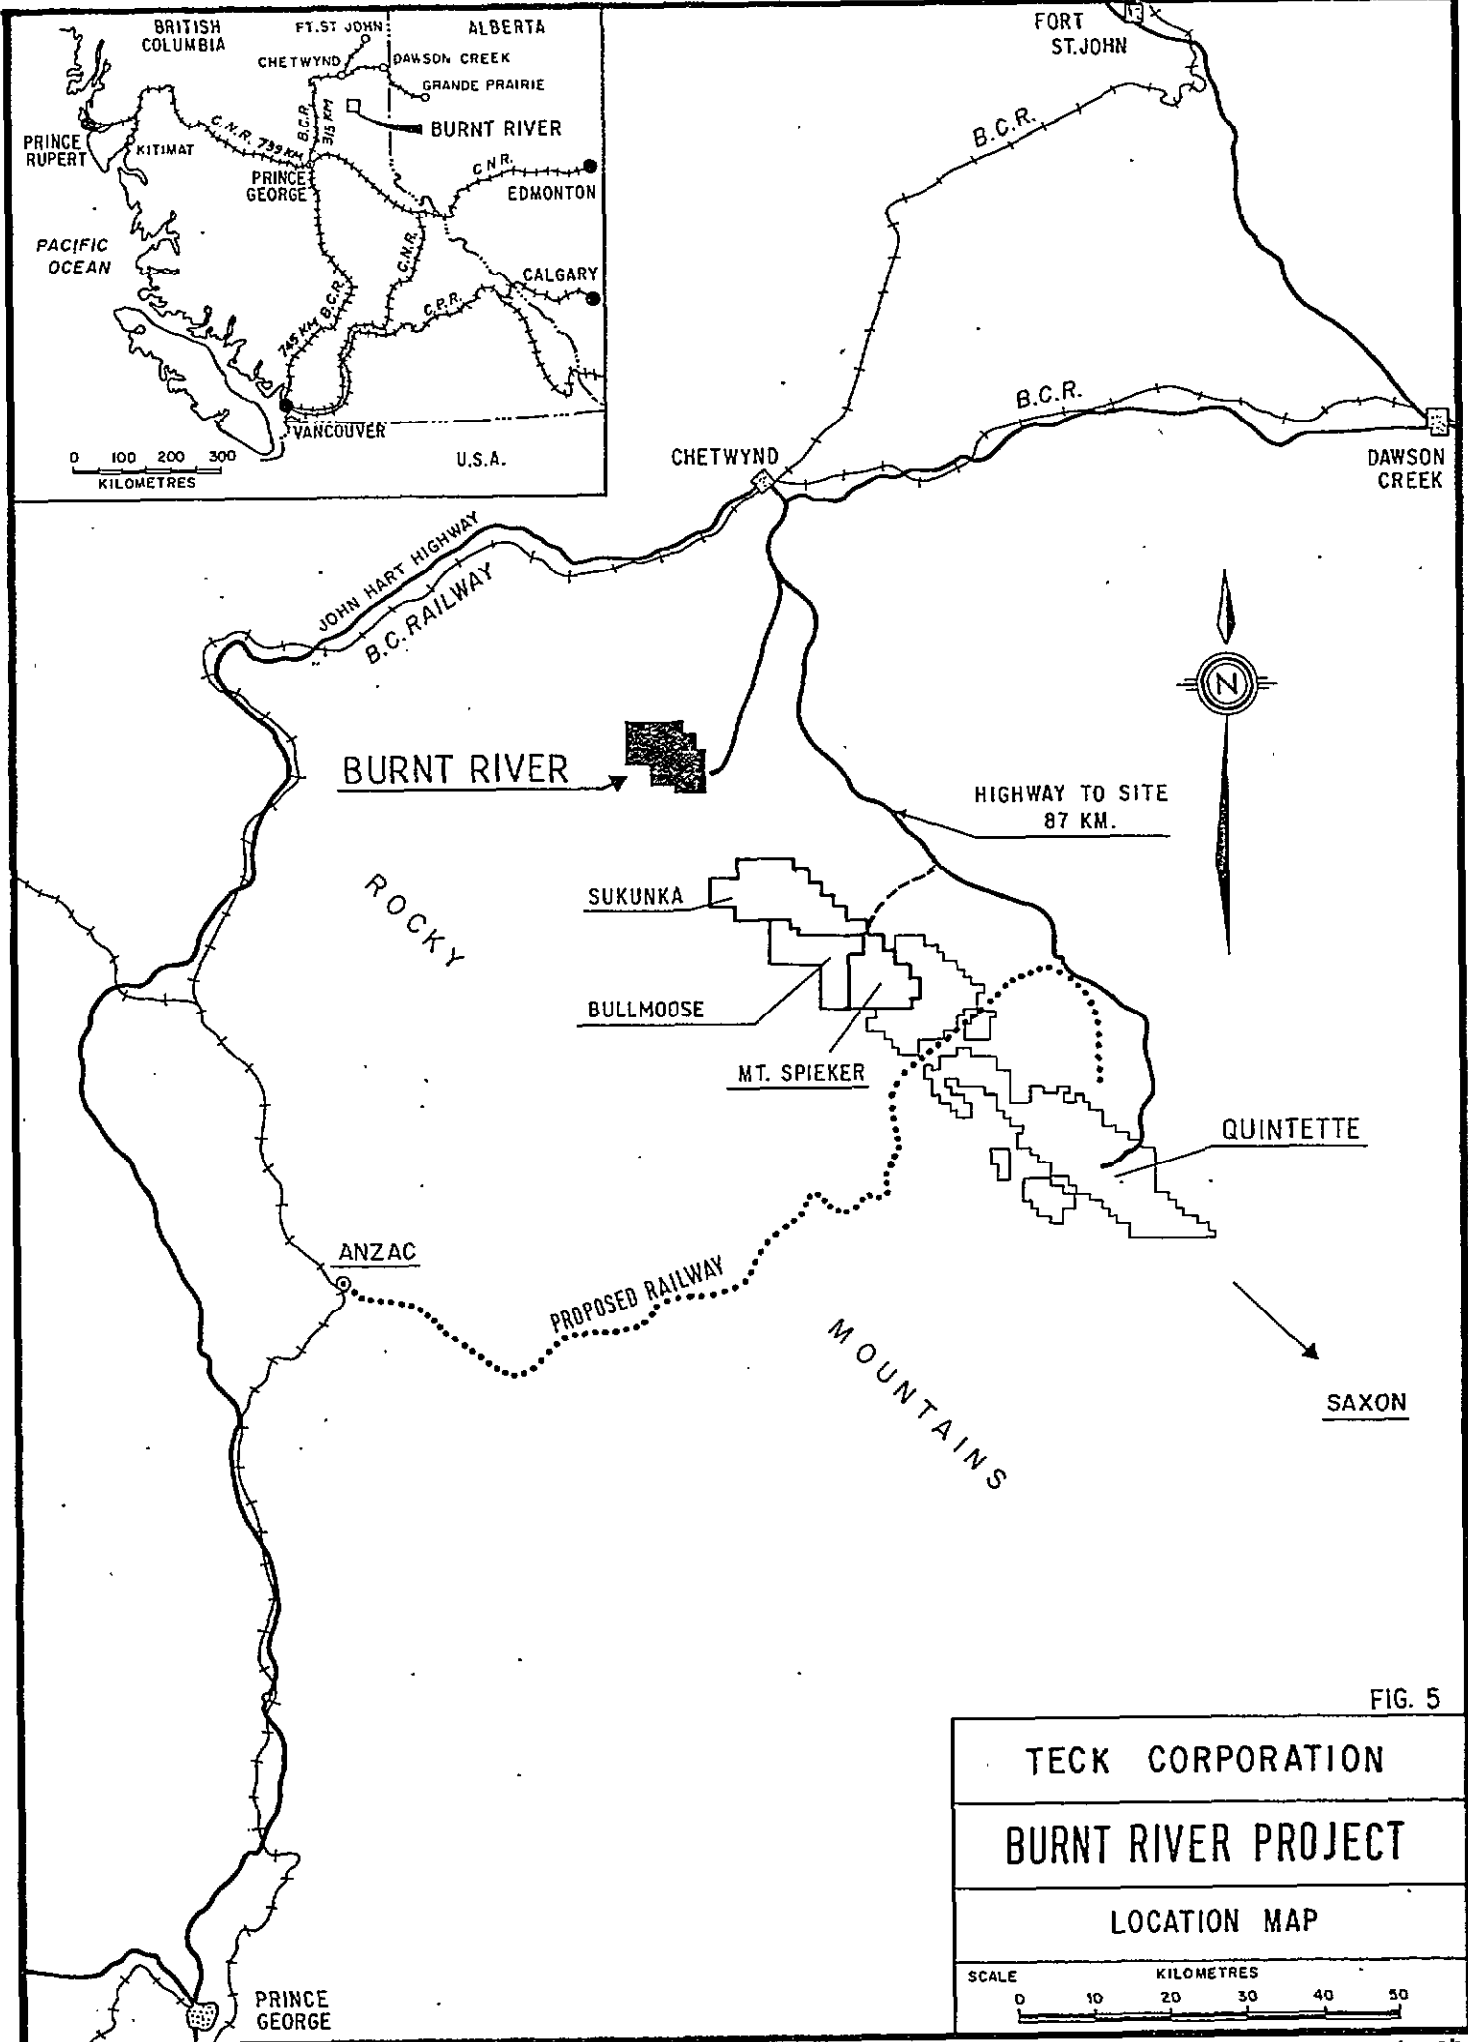 BRITISH
COLUMBIA
FT. ST JOHN
ALBERTA
CHETWYND
DAWSON CREEK
GRANDE PRAIRIE
B.C.R.
315 KM
BURNT RIVER
C.N.R. 739 KM
PRINCE
RUPERT
KITIMAT
PRINCE
GEORGE
C N R.
EDMONTON
PACIFIC
OCEAN
C.N.R.
CALGARY
C.P.R.
745 KM B.C.R.
VANCOUVER
U.S.A.
0 100 200 300
KILOMETRES
FORT
ST. JOHN
B.C.R.
B.C.R.
CHETWYND
DAWSON
CREEK
JOHN HART HIGHWAY
B.C. RAILWAY
N
BURNT RIVER
HIGHWAY TO SITE
87 KM.
ROCKY
SUKUNKA
BULLMOOSE
MT. SPIEKER
QUINTETTE
ANZAC
PROPOSED RAILWAY
MOUNTAINS
SAXON
FIG. 5
TECK CORPORATION
BURNT RIVER PROJECT
LOCATION MAP
SCALE KILOMETRES
0 10 20 30 40 50
PRINCE
GEORGE